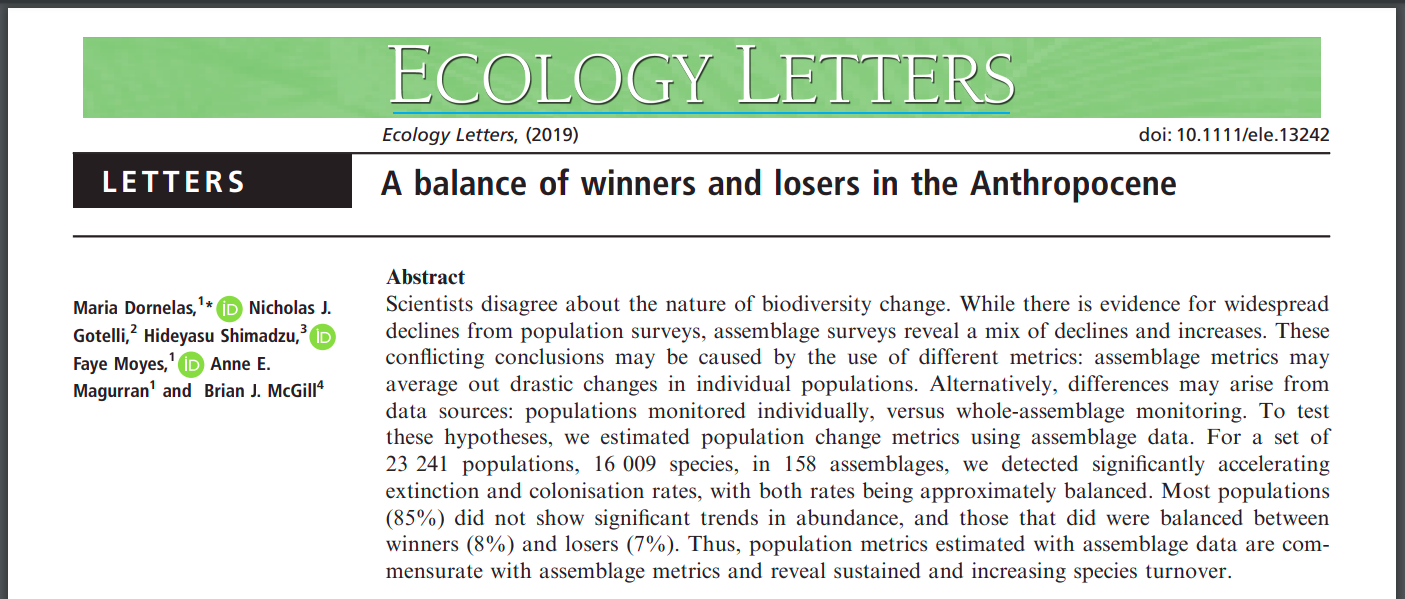 ECOLOGY LETTERS
Ecology Letters, (2019)
doi: 10.1111/ele.13242
LETTERS
A balance of winners and losers in the Anthropocene
Maria Dornelas,1* iD Nicholas J.
Gotelli,2 Hideyasu Shimadzu,3 iD
Faye Moyes,1 iD Anne E.
Magurran1 and Brian J. McGill4
Abstract
Scientists disagree about the nature of biodiversity change. While there is evidence for widespread
declines from population surveys, assemblage surveys reveal a mix of declines and increases. These
conflicting conclusions may be caused by the use of different metrics: assemblage metrics may
average out drastic changes in individual populations. Alternatively, differences may arise from
data sources: populations monitored individually, versus whole-assemblage monitoring. To test
these hypotheses, we estimated population change metrics using assemblage data. For a set of
23 241 populations, 16 009 species, in 158 assemblages, we detected significantly accelerating
extinction and colonisation rates, with both rates being approximately balanced. Most populations
(85%) did not show significant trends in abundance, and those that did were balanced between
winners (8%) and losers (7%). Thus, population metrics estimated with assemblage data are com-
mensurate with assemblage metrics and reveal sustained and increasing species turnover.